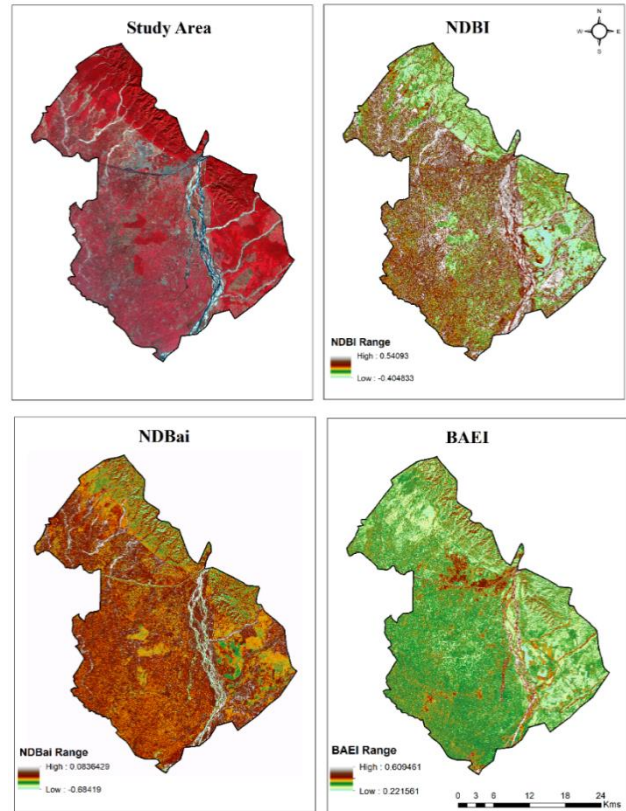 Study Area
NDBI
N
W E
S
NDBI Range
High : 0.54093
Low : -0.404833
NDBai
BAEI
NDBai Range
High : 0.0836429
Low : -0.68419
BAEI Range
High : 0.609461
Low : 0.221561
0 3 6 12 18 24
Kms